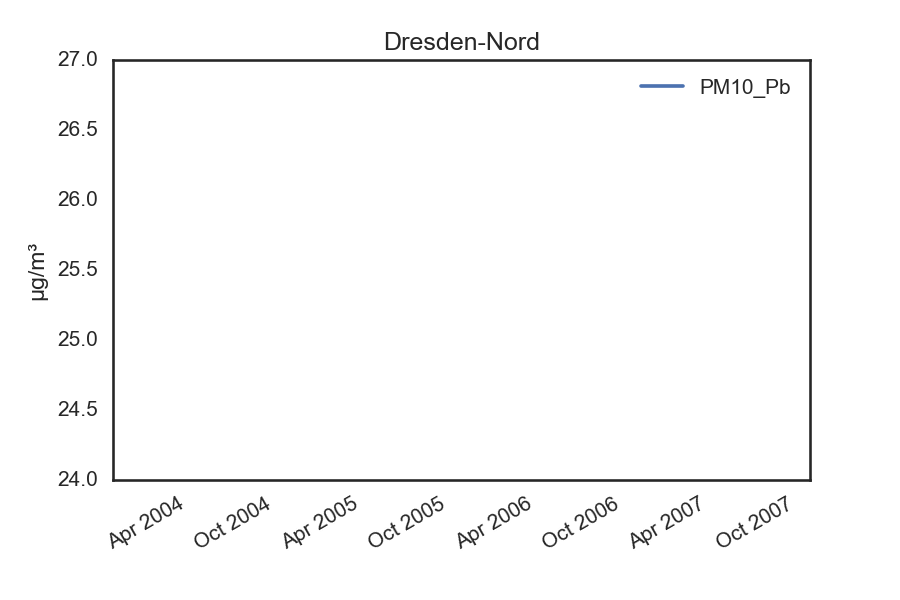 Dresden-Nord
27.0
PM10_Pb
26.5
26.0
25.5
µg/m³
25.0
24.5
24.0
Apr 2004
Oct 2004
Apr 2005
Oct 2005
Apr 2006
Oct 2006
Apr 2007
Oct 2007